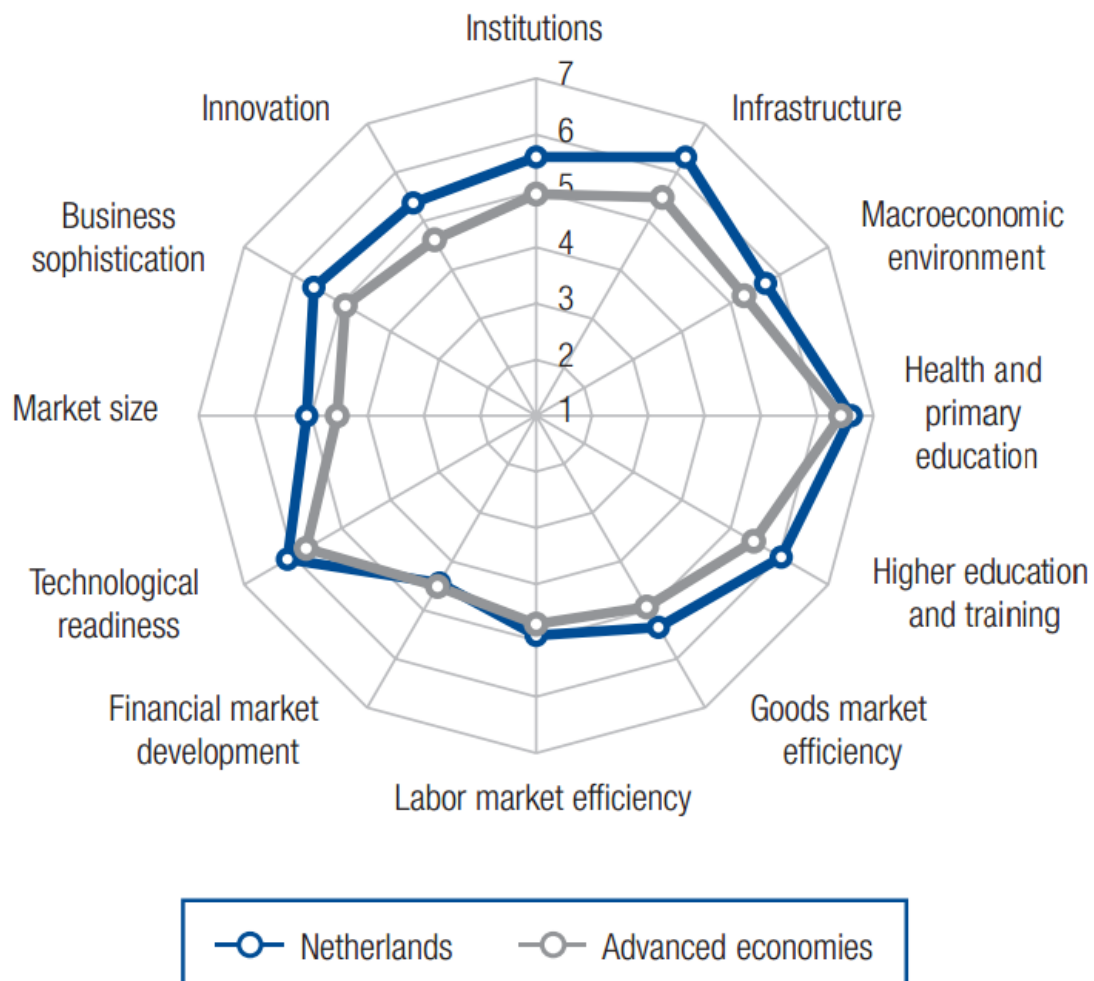 Institutions
7
Innovation
Infrastructure
6
5
Business
sophistication
Macroeconomic
environment
4
3
2
Market size
1
Health and
primary
education
Technological
readiness
Higher education
and training
Financial market
development
Goods market
efficiency
Labor market efficiency
Netherlands
Advanced economies